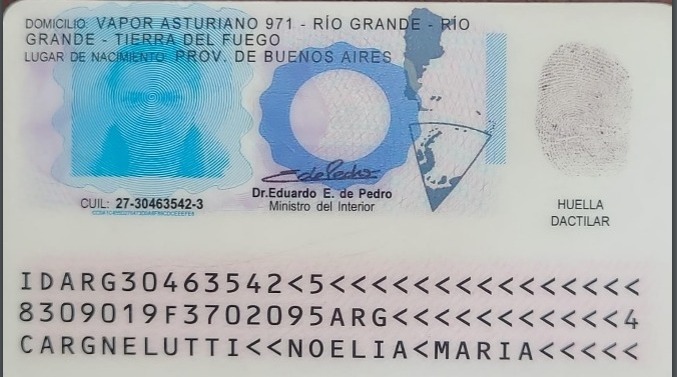 DOMICILIO: VAPOR ASTURIANO 971 - RÍO GRANDE - RÍO
GRANDE - TIERRA DEL FUEGO
LUGAR DE NACIMIENTO: PROV. DE BUENOS AIRES
CUIL: 27-30463542-3
Dr.Eduardo E. de Pedro
Ministro del Interior
HUELLA
DACTILAR
IDARG30463542<5<<<<<<<<<<<<<<<
8309019F3702095ARG<<<<<<<<<<<4
CARGNELUTTI<<NOELIA<MARIA<<<<<